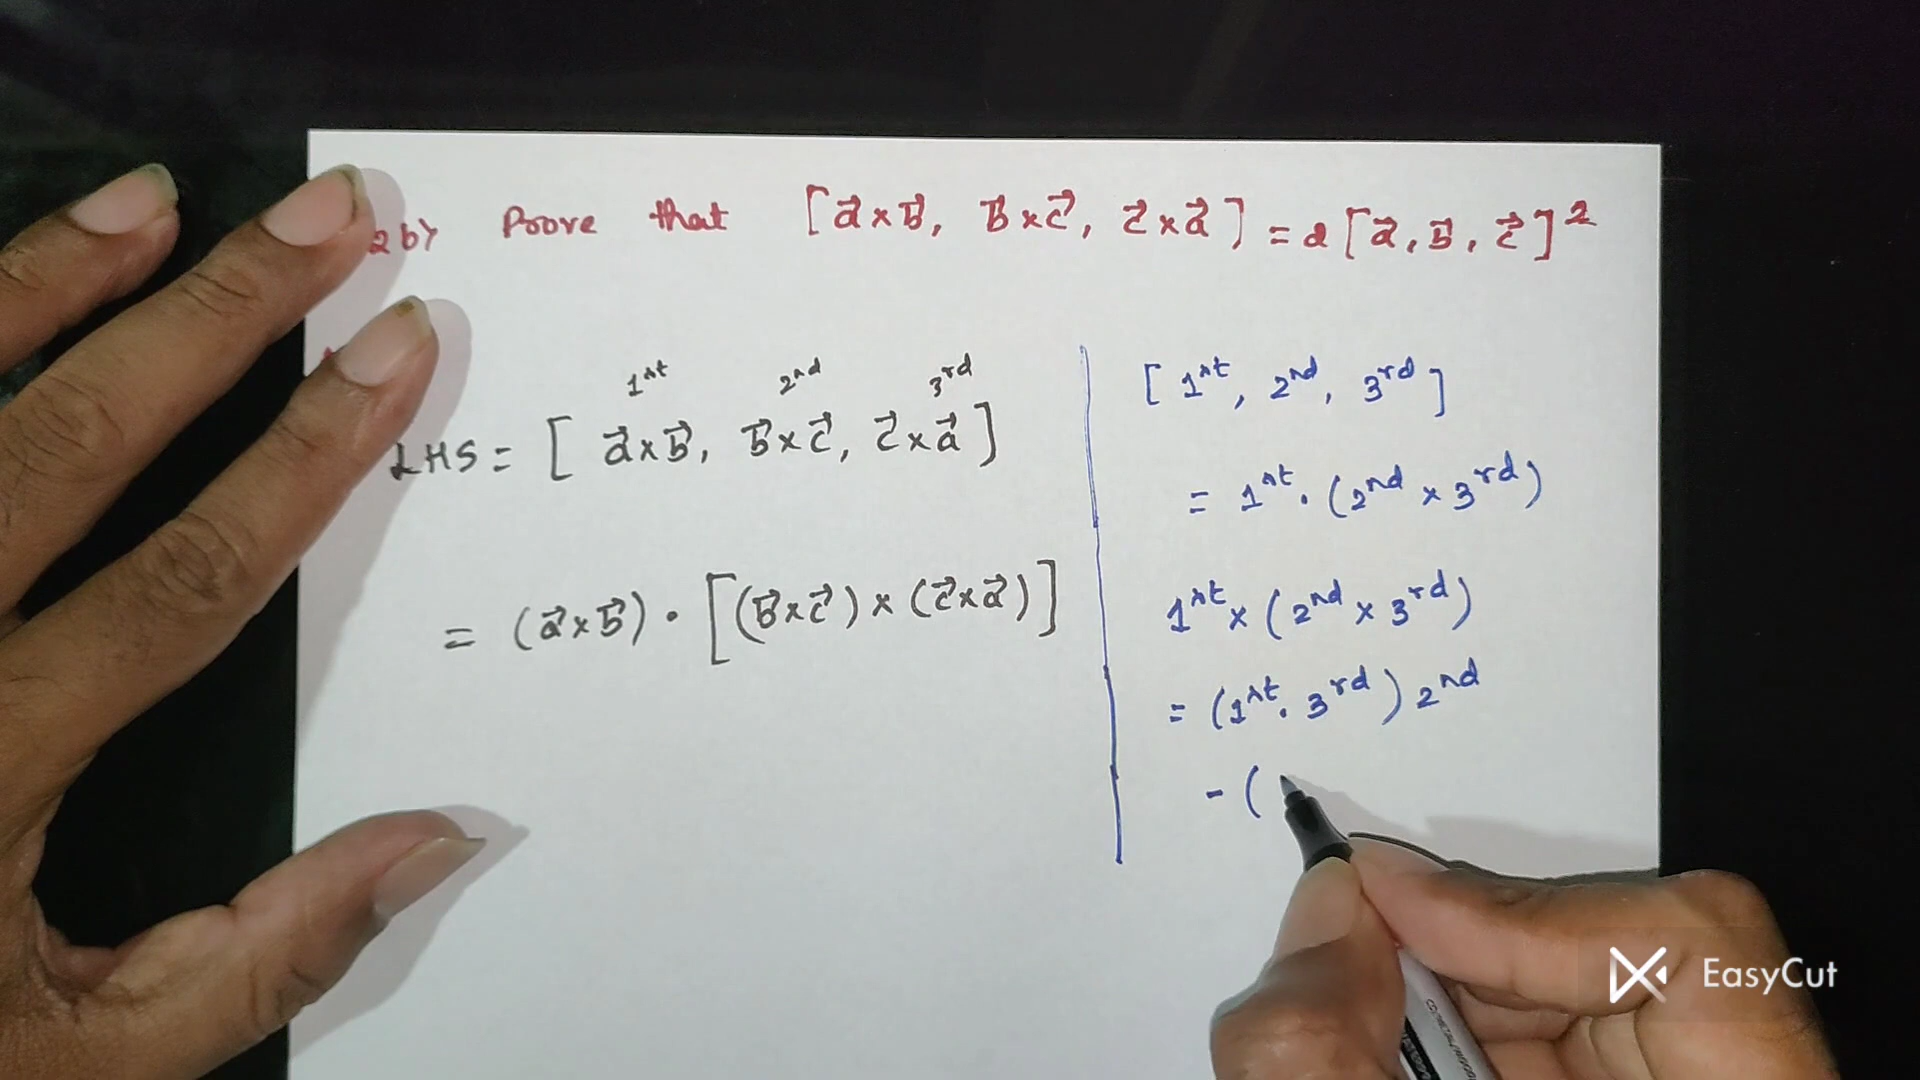 2b) Prove that [a⃗ × b⃗, b⃗ × c⃗, c⃗ × a⃗] = 2[a⃗, b⃗, c⃗]²
1st 2nd 3rd
LHS = [ a⃗ × b⃗, b⃗ × c⃗, c⃗ × a⃗ ]
= (a⃗ × b⃗) · [(b⃗ × c⃗) × (c⃗ × a⃗)]
[ 1st, 2nd, 3rd ]
= 1st · (2nd × 3rd)
1st × (2nd × 3rd)
= (1st · 3rd) 2nd
- (
EasyCut